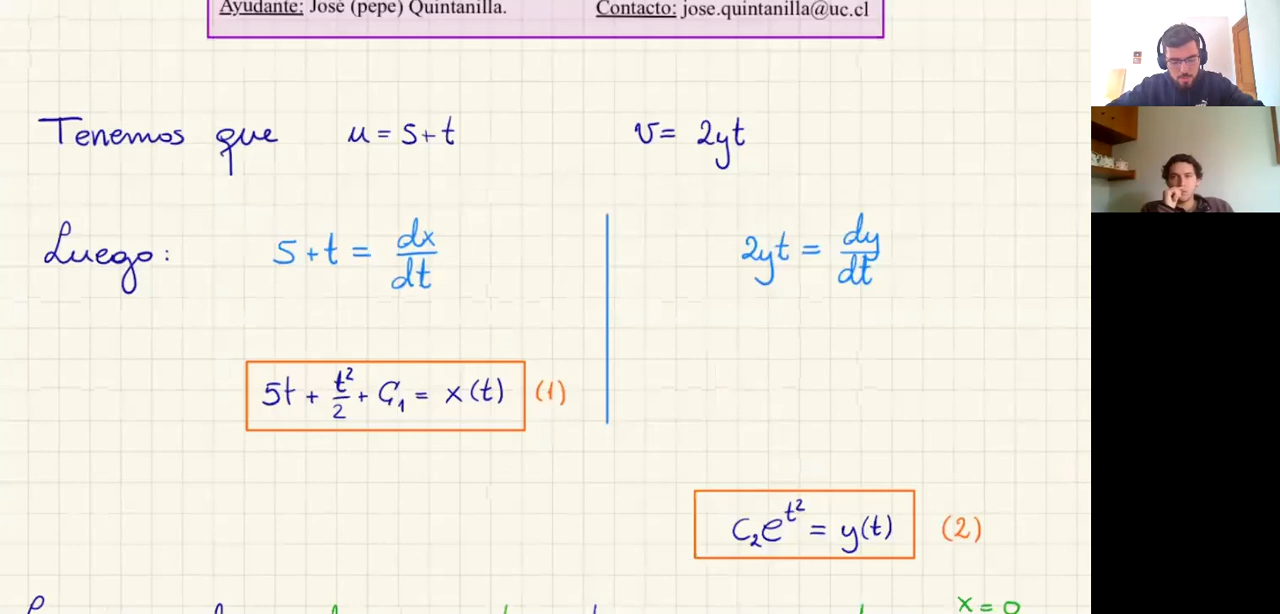 Ayudante: José (pepe) Quintanilla. Contacto: jose.quintanilla@uc.cl
Tenemos que u = 5+t v = 2yt
Luego: 5+t = dx/dt 2yt = dy/dt
5t + t²/2 + C₁ = x(t) (1)
C₂e^t² = y(t) (2)
x = 0